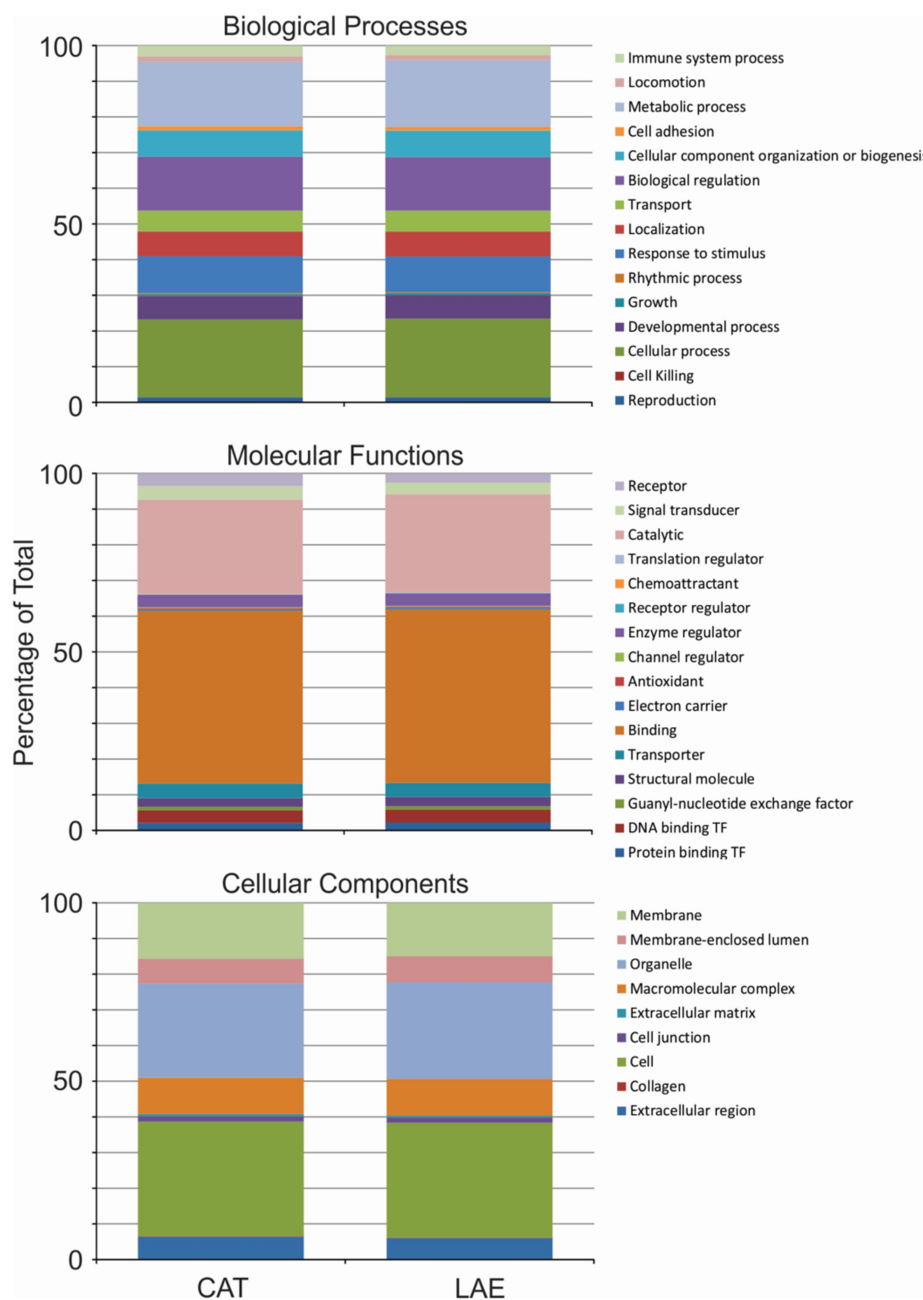 Biological Processes
100
50
0
Immune system process
Locomotion
Metabolic process
Cell adhesion
Cellular component organization or biogenesi
Biological regulation
Transport
Localization
Response to stimulus
Rhythmic process
Growth
Developmental process
Cellular process
Cell Killing
Reproduction
Percentage of Total
Molecular Functions
100
50
0
Receptor
Signal transducer
Catalytic
Translation regulator
Chemoattractant
Receptor regulator
Enzyme regulator
Channel regulator
Antioxidant
Electron carrier
Binding
Transporter
Structural molecule
Guanyl-nucleotide exchange factor
DNA binding TF
Protein binding TF
Cellular Components
100
50
0
Membrane
Membrane-enclosed lumen
Organelle
Macromolecular complex
Extracellular matrix
Cell junction
Cell
Collagen
Extracellular region
CAT LAE